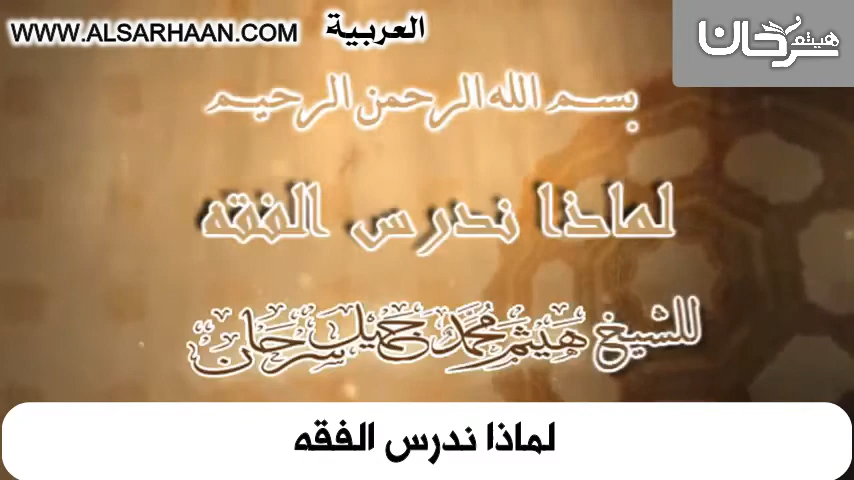 WWW.ALSARHAAN.COM العربية
هيثم سرحان
بسم الله الرحمن الرحيم
لماذا ندرس الفقه
للشيخ هيثم محمد جميل سرحان
لماذا ندرس الفقه